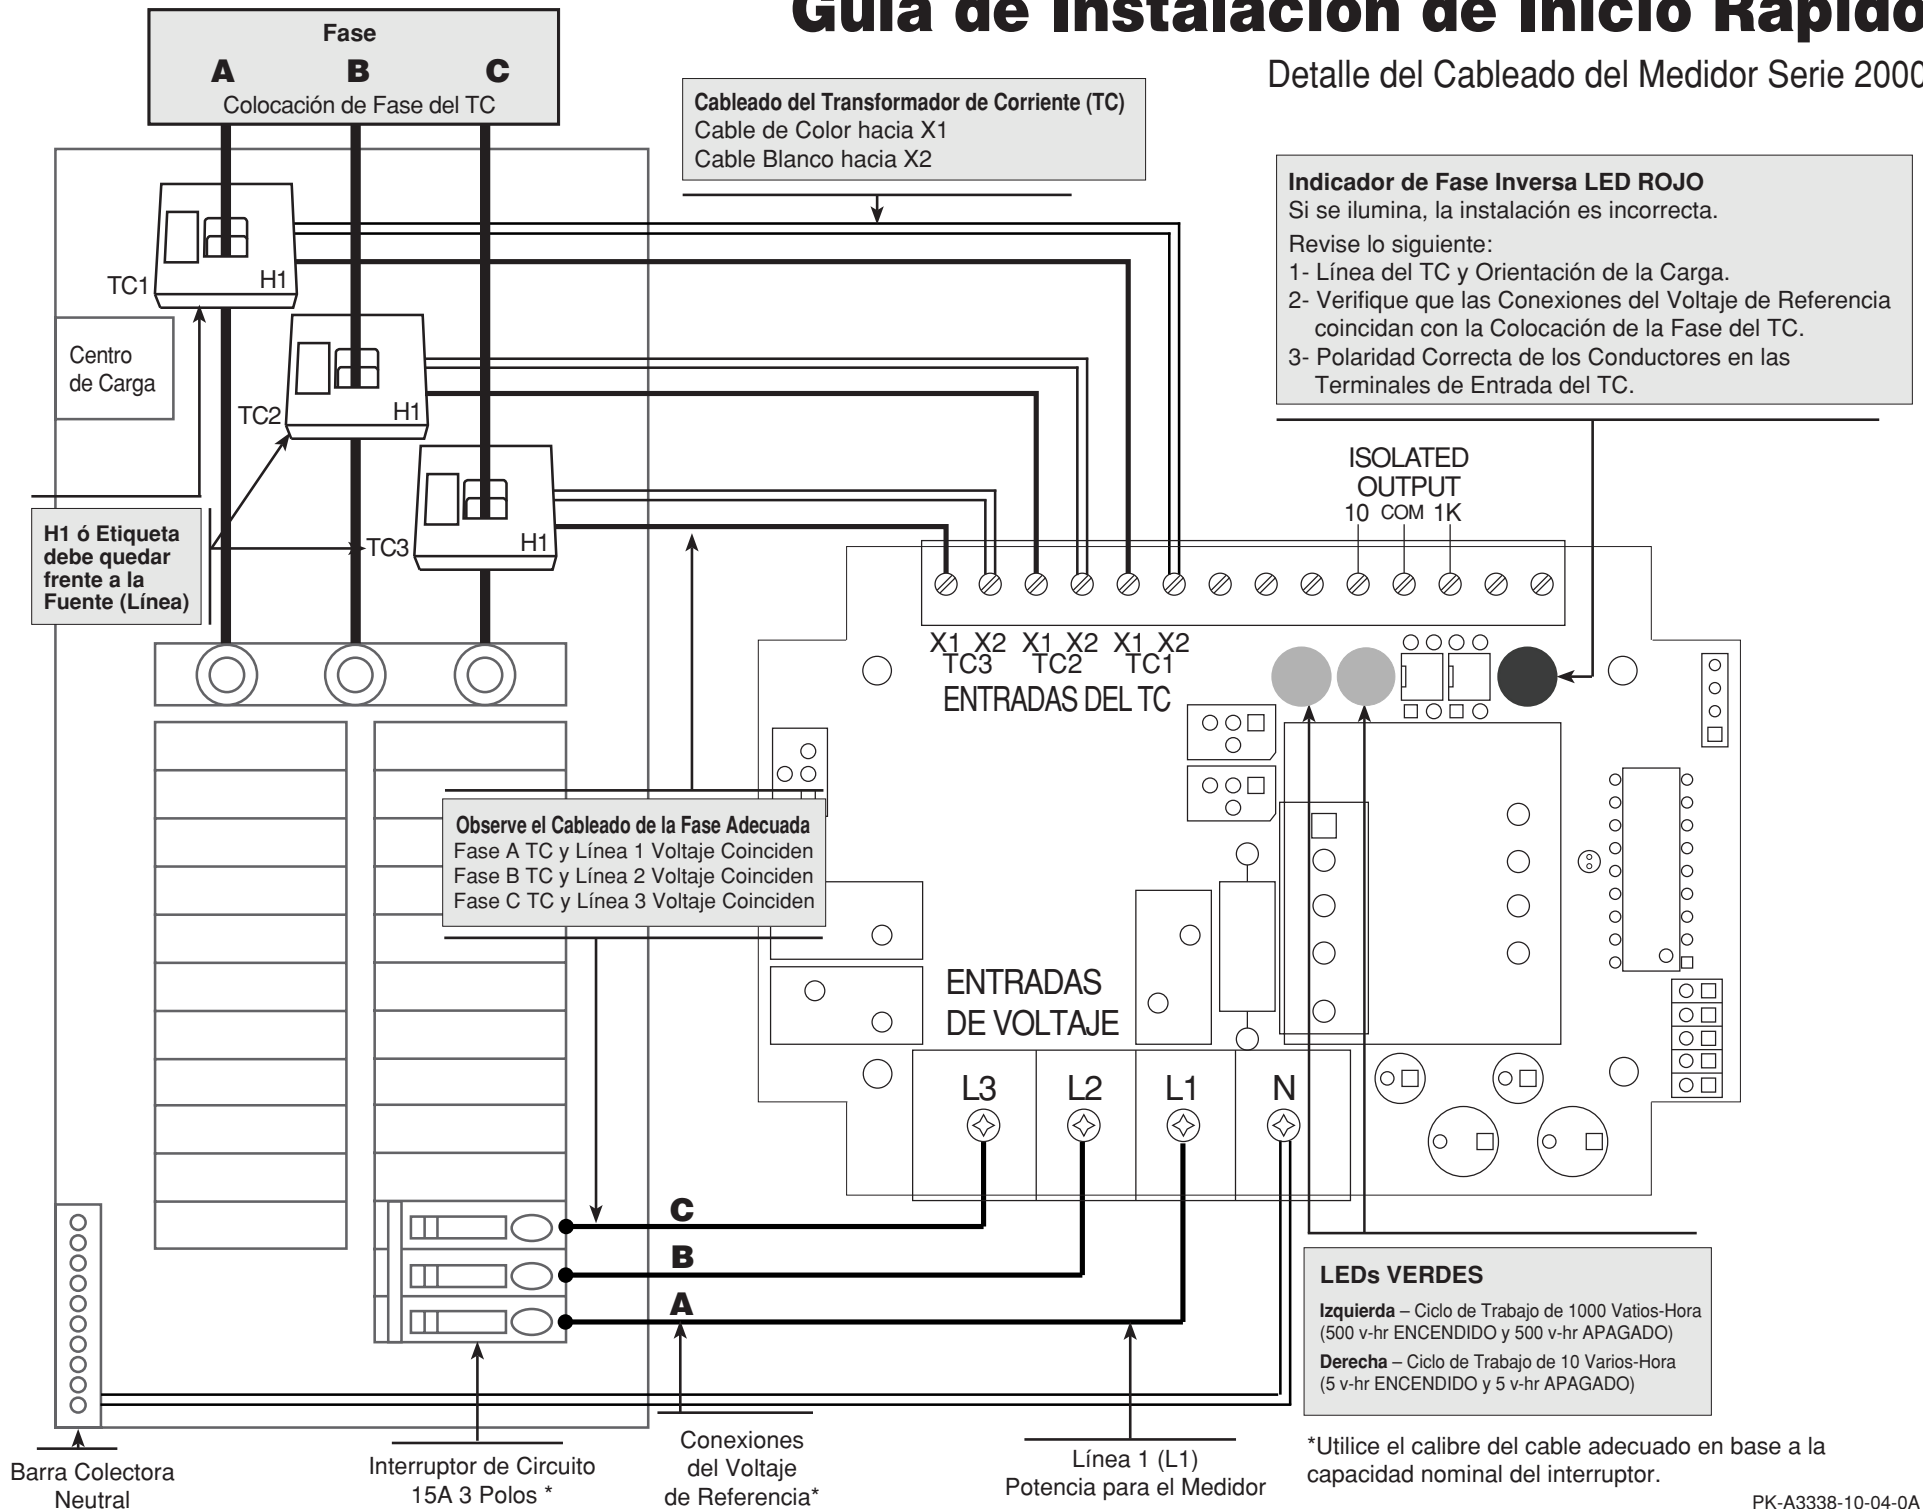 Guía de Instalación de Inicio Rápido
Detalle del Cableado del Medidor Serie 2000
Fase
A B C
Colocación de Fase del TC
Cableado del Transformador de Corriente (TC)
Cable de Color hacia X1
Cable Blanco hacia X2
Indicador de Fase Inversa LED ROJO
Si se ilumina, la instalación es incorrecta.
Revise lo siguiente:
1- Línea del TC y Orientación de la Carga.
2- Verifique que las Conexiones del Voltaje de Referencia
coincidan con la Colocación de la Fase del TC.
3- Polaridad Correcta de los Conductores en las
Terminales de Entrada del TC.
TC1
H1
Centro
de Carga
TC2
H1
TC3
H1
H1 ó Etiqueta
debe quedar
frente a la
Fuente (Línea)
ISOLATED
OUTPUT
10 COM 1K
X1 X2 X1 X2 X1 X2
TC3 TC2 TC1
ENTRADAS DEL TC
Observe el Cableado de la Fase Adecuada
Fase A TC y Línea 1 Voltaje Coinciden
Fase B TC y Línea 2 Voltaje Coinciden
Fase C TC y Línea 3 Voltaje Coinciden
ENTRADAS
DE VOLTAJE
L3 L2 L1 N
C
B
A
LEDs VERDES
Izquierda – Ciclo de Trabajo de 1000 Vatios-Hora
(500 v-hr ENCENDIDO y 500 v-hr APAGADO)
Derecha – Ciclo de Trabajo de 10 Varios-Hora
(5 v-hr ENCENDIDO y 5 v-hr APAGADO)
Barra Colectora
Neutral
Interruptor de Circuito
15A 3 Polos *
Conexiones
del Voltaje
de Referencia*
Línea 1 (L1)
Potencia para el Medidor
*Utilice el calibre del cable adecuado en base a la
capacidad nominal del interruptor.
PK-A3338-10-04-0A